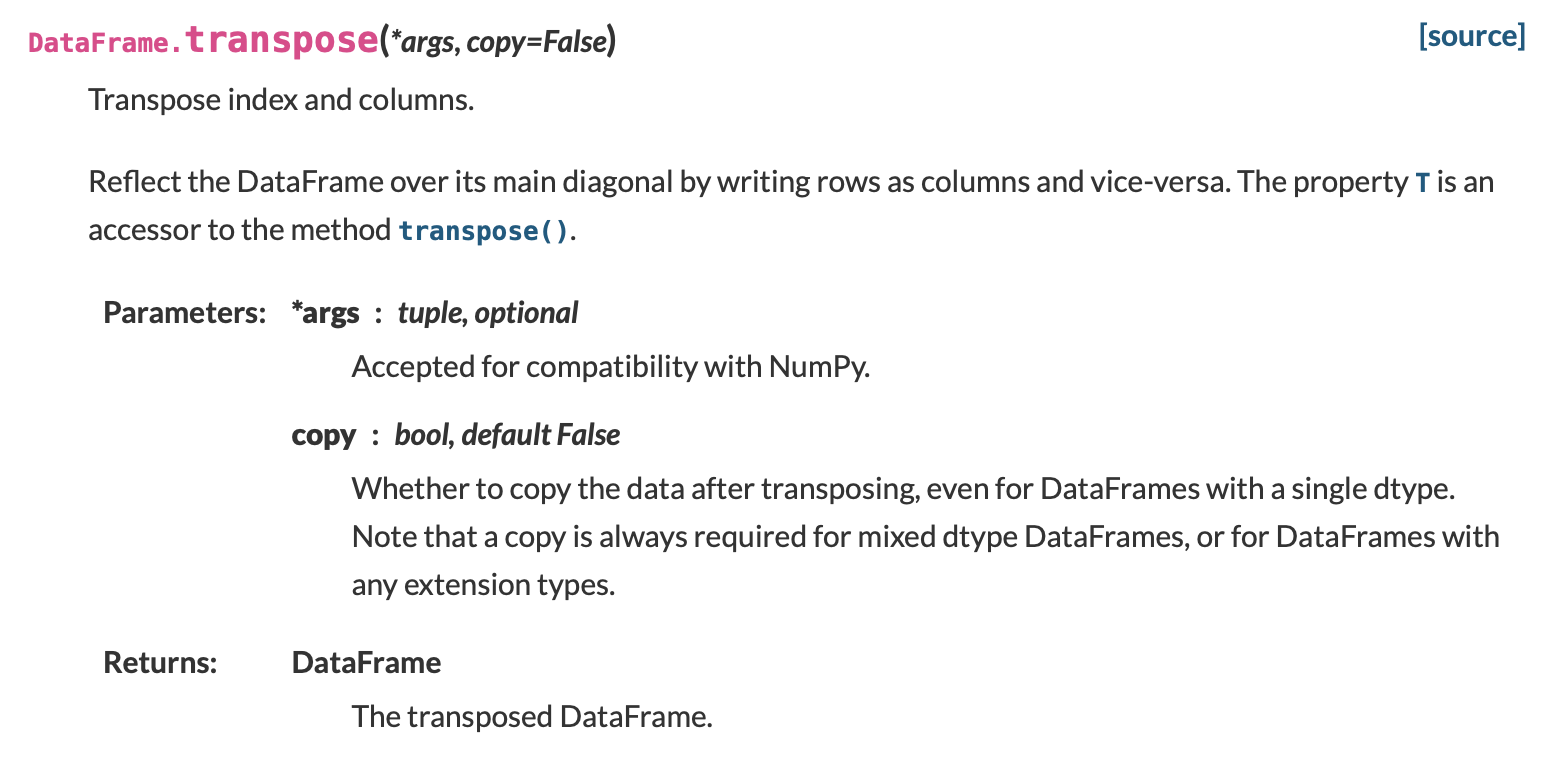 DataFrame.transpose(*args, copy=False) [source]
Transpose index and columns.
Reflect the DataFrame over its main diagonal by writing rows as columns and vice-versa. The property T is an
accessor to the method transpose().
Parameters: *args : tuple, optional
Accepted for compatibility with NumPy.
copy : bool, default False
Whether to copy the data after transposing, even for DataFrames with a single dtype.
Note that a copy is always required for mixed dtype DataFrames, or for DataFrames with
any extension types.
Returns: DataFrame
The transposed DataFrame.